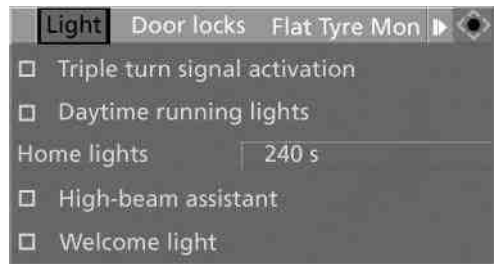 Light Door locks Flat Tyre Mon
Triple turn signal activation
Daytime running lights
Home lights 240 s
High-beam assistant
Welcome light